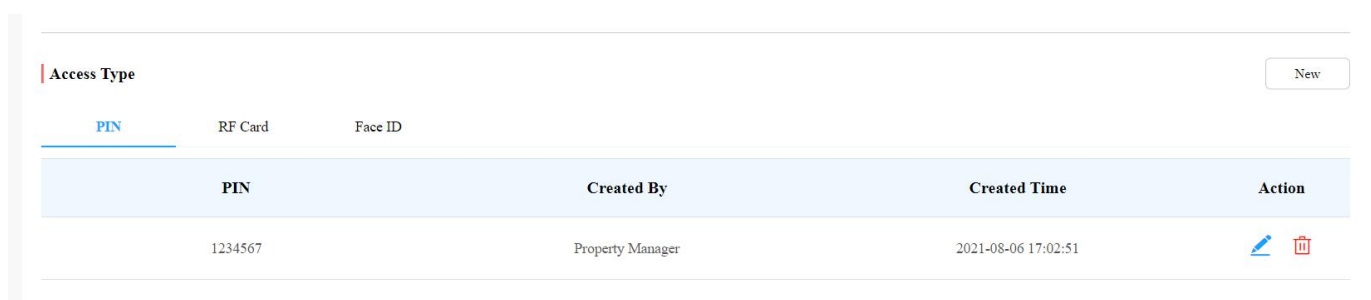 Access Type New
PIN RF Card Face ID
PIN Created By Created Time Action
1234567 Property Manager 2021-08-06 17:02:51